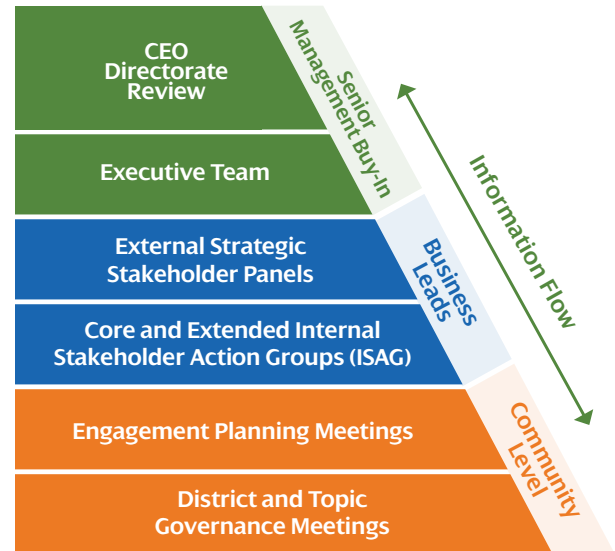 CEO
Directorate
Review
Senior
Management Buy-In
Executive Team
Information Flow
External Strategic
Stakeholder Panels
Business
Leads
Core and Extended Internal
Stakeholder Action Groups (ISAG)
Engagement Planning Meetings
Community
Level
District and Topic
Governance Meetings